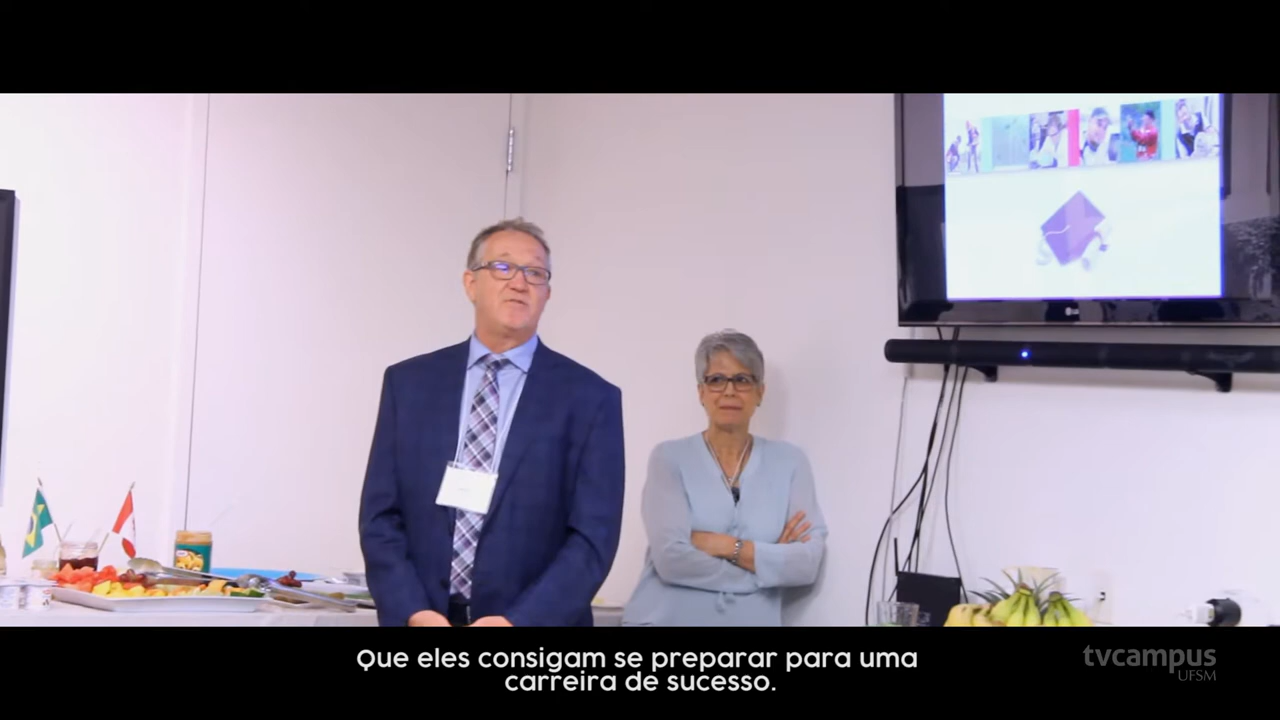 Que eles consigam se preparar para uma
carreira de sucesso.
tvcampus
UFSM